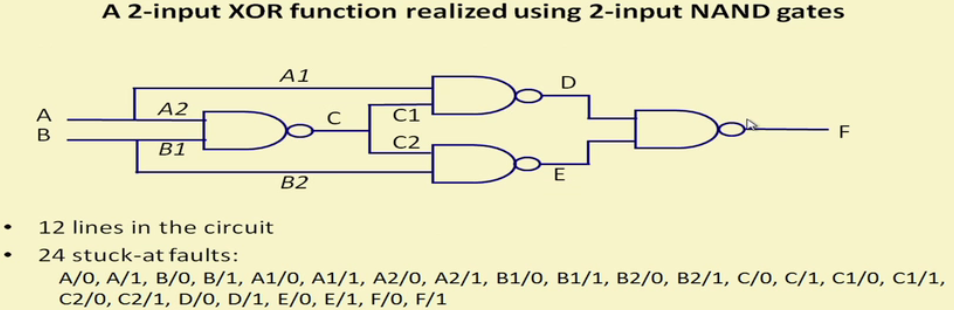 A 2-input XOR function realized using 2-input NAND gates
A1
D
A
A2
C
C1
B
F
B1
C2
E
B2
• 12 lines in the circuit
• 24 stuck-at faults:
A/0, A/1, B/0, B/1, A1/0, A1/1, A2/0, A2/1, B1/0, B1/1, B2/0, B2/1, C/0, C/1, C1/0, C1/1,
C2/0, C2/1, D/0, D/1, E/0, E/1, F/0, F/1